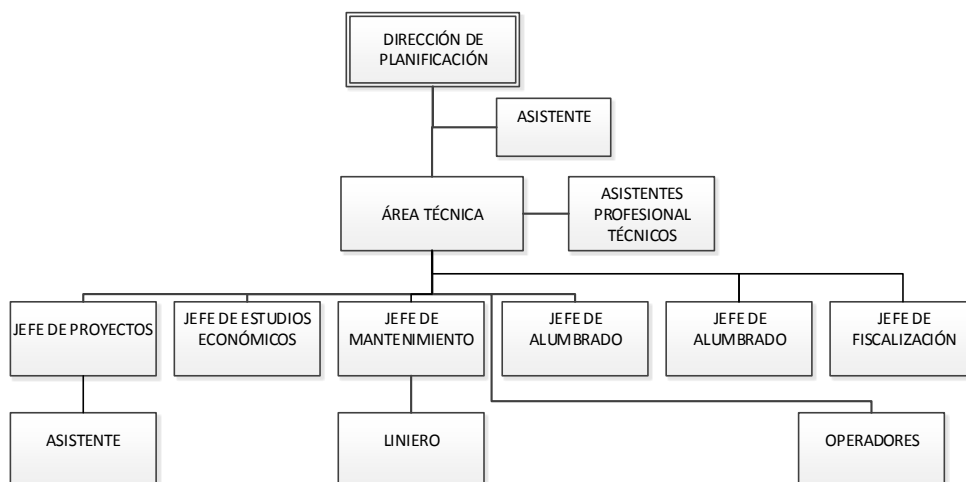 DIRECCIÓN DE
PLANIFICACIÓN
ASISTENTE
ÁREA TÉCNICA
ASISTENTES
PROFESIONAL
TÉCNICOS
JEFE DE PROYECTOS
JEFE DE ESTUDIOS
ECONÓMICOS
JEFE DE
MANTENIMIENTO
JEFE DE
ALUMBRADO
JEFE DE
ALUMBRADO
JEFE DE
FISCALIZACIÓN
ASISTENTE
LINIERO
OPERADORES